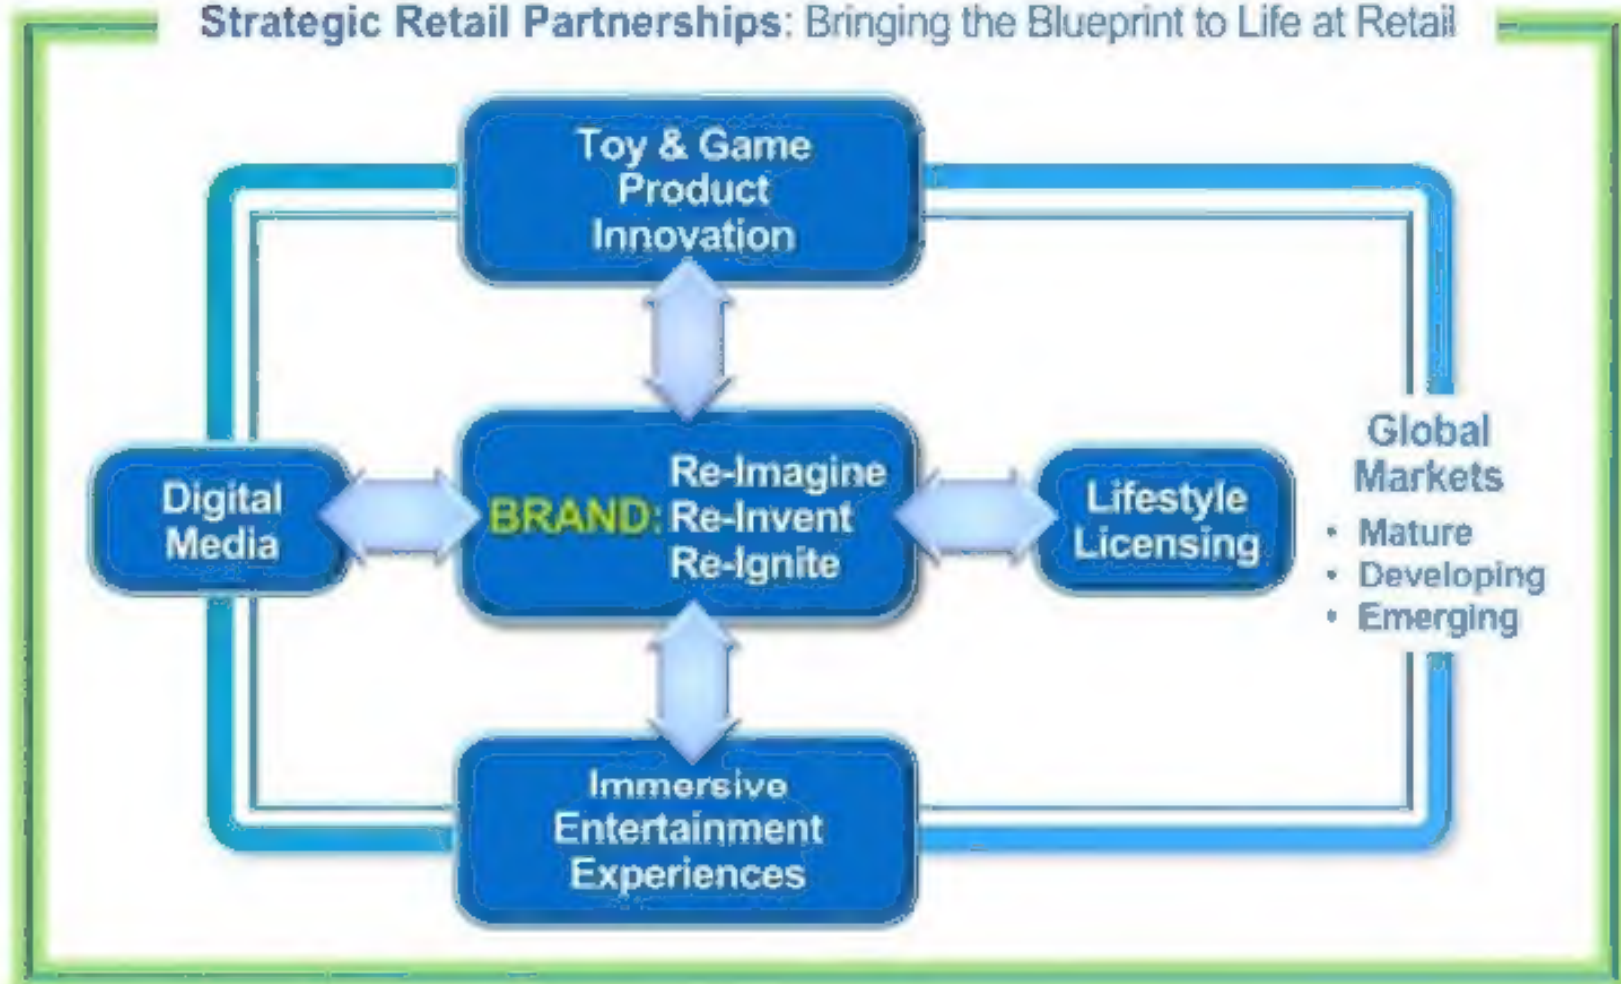 Strategic Retail Partnerships: Bringing the Blueprint to Life at Retail
Toy & Game
Product
Innovation
Digital
Media
BRAND: Re-Imagine
Re-Invent
Re-Ignite
Lifestyle
Licensing
Global
Markets
• Mature
• Developing
• Emerging
Immersive
Entertainment
Experiences